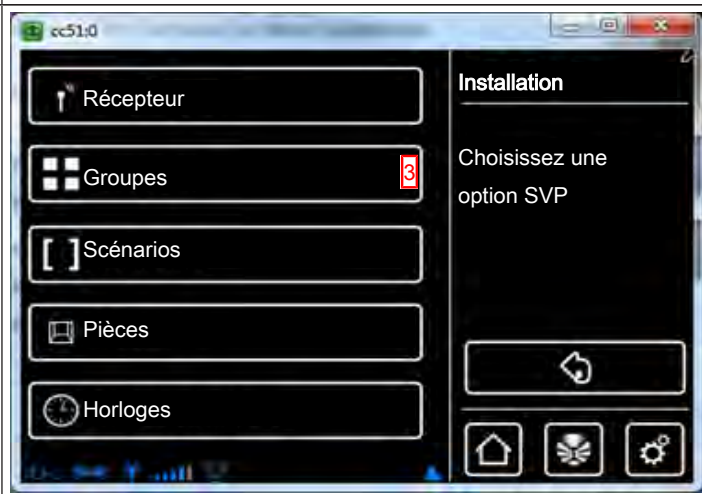 cc51:0
Récepteur
Groupes
3
Scénarios
Pièces
Horloges
Installation
Choisissez une
option SVP